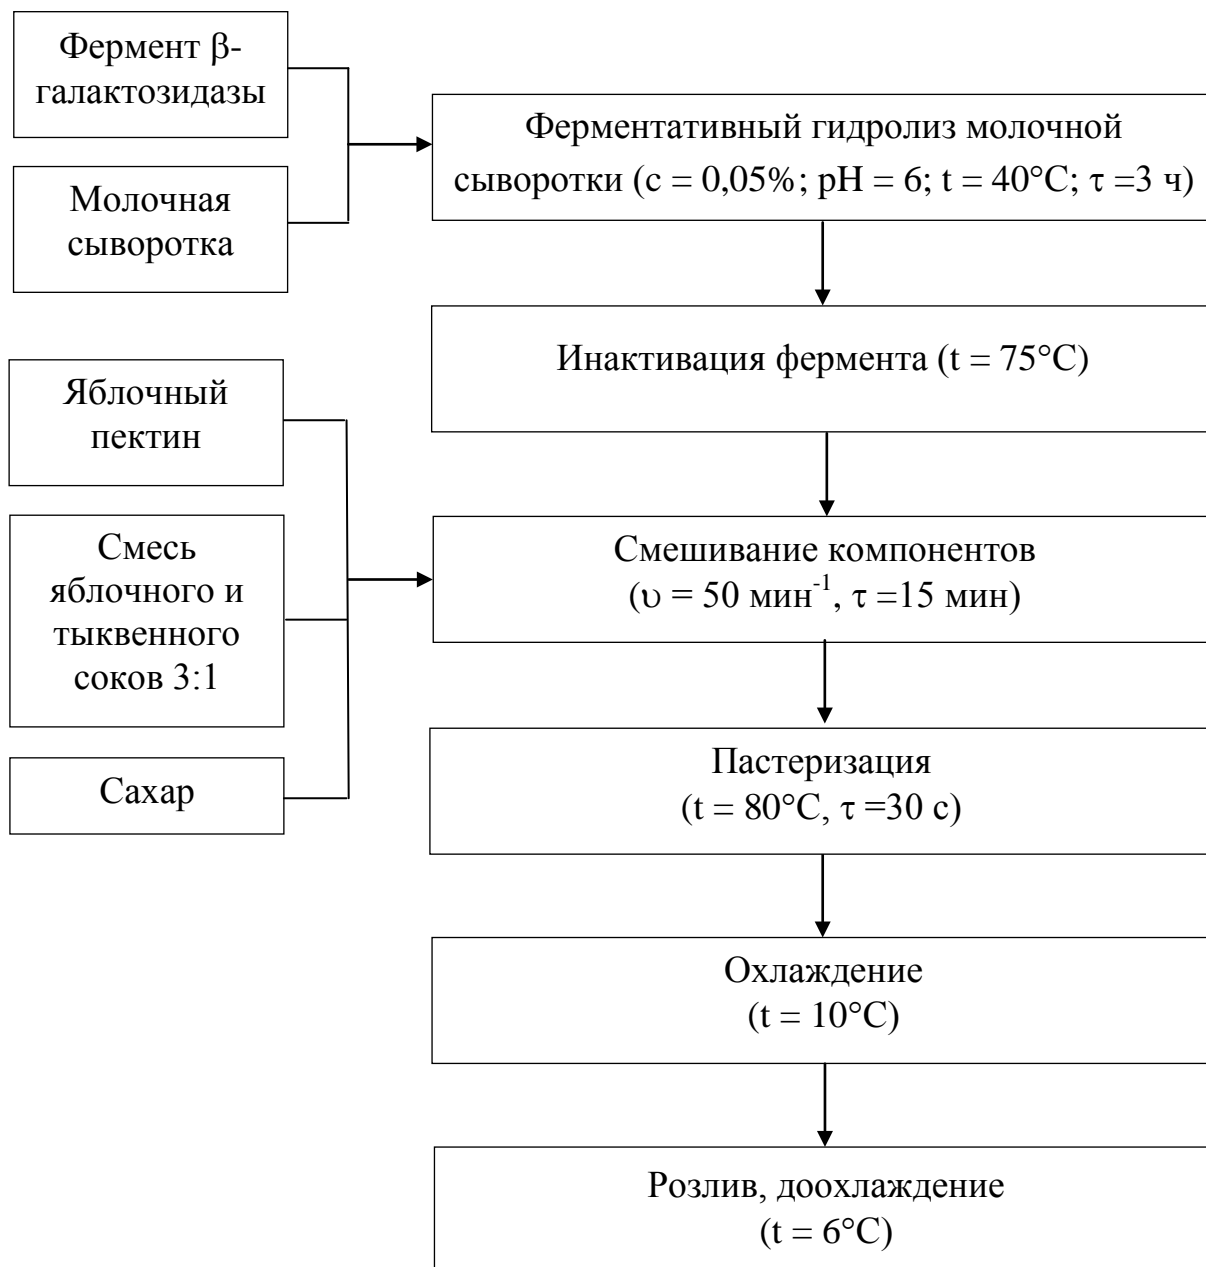 Фермент β-
галактозидазы
Молочная
сыворотка
Ферментативный гидролиз молочной
сыворотки (с = 0,05%; pH = 6; t = 40°C; τ =3 ч)
Инактивация фермента (t = 75°C)
Яблочный
пектин
Смесь
яблочного и
тыквенного
соков 3:1
Сахар
Смешивание компонентов
(υ = 50 мин⁻¹, τ =15 мин)
Пастеризация
(t = 80°C, τ =30 с)
Охлаждение
(t = 10°C)
Розлив, доохлаждение
(t = 6°C)